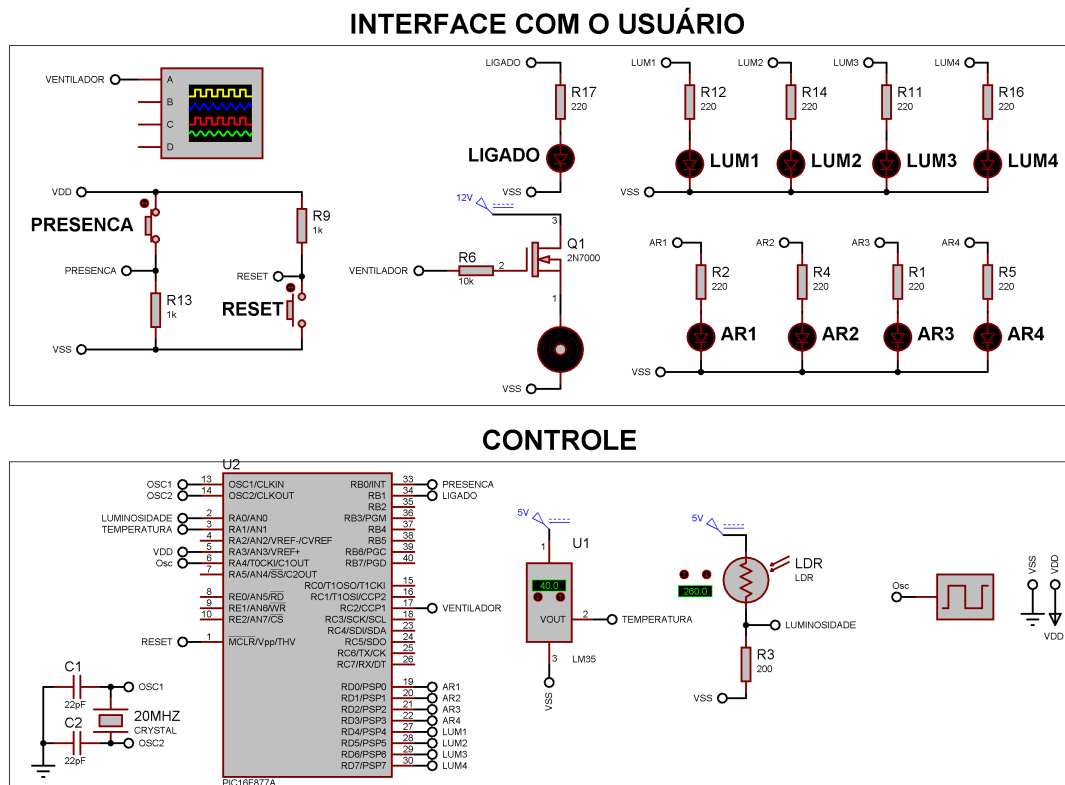 INTERFACE COM O USUÁRIO
VENTILADOR
A
B
C
D
LIGADO
R17
220
LIGADO
VSS
LUM1
R12
220
LUM1
LUM2
R14
220
LUM2
LUM3
R11
220
LUM3
LUM4
R16
220
LUM4
VSS
VDD
PRESENCA
PRESENCA
R13
1k
VSS
R9
1k
RESET
RESET
12V
3
Q1
2N7000
VENTILADOR
R6
10k
2
1
VSS
AR1
R2
220
AR1
AR2
R4
220
AR2
AR3
R1
220
AR3
AR4
R5
220
AR4
VSS
CONTROLE
U2
OSC1 13 OSC1/CLKIN
OSC2 14 OSC2/CLKOUT
LUMINOSIDADE 2 RA0/AN0
TEMPERATURA 3 RA1/AN1
4 RA2/AN2/VREF-/CVREF
VDD 5 RA3/AN3/VREF+
Osc 6 RA4/T0CKI/C1OUT
7 RA5/AN4/SS/C2OUT
8 RE0/AN5/RD
9 RE1/AN6/WR
10 RE2/AN7/CS
RESET 1 MCLR/Vpp/THV
RB0/INT 33 PRESENCA
RB1 34 LIGADO
RB2 35
RB3/PGM 36
RB4 37
RB5 38
RB6/PGC 39
RB7/PGD 40
RC0/T1OSO/T1CKI 15
RC1/T1OSI/CCP2 16
RC2/CCP1 17 VENTILADOR
RC3/SCK/SCL 18
RC4/SDI/SDA 23
RC5/SDO 24
RC6/TX/CK 25
RC7/RX/DT 26
RD0/PSP0 19 AR1
RD1/PSP1 20 AR2
RD2/PSP2 21 AR3
RD3/PSP3 22 AR4
RD4/PSP4 27 LUM1
RD5/PSP5 28 LUM2
RD6/PSP6 29 LUM3
RD7/PSP7 30 LUM4
PIC16F877A
C1
22pF
OSC1
20MHZ
CRYSTAL
C2
22pF
OSC2
5V
1
U1
40.0
VOUT
2
TEMPERATURA
3
LM35
VSS
5V
LDR
LDR
260.0
LUMINOSIDADE
R3
200
VSS
Osc
VSS
VDD
VDD